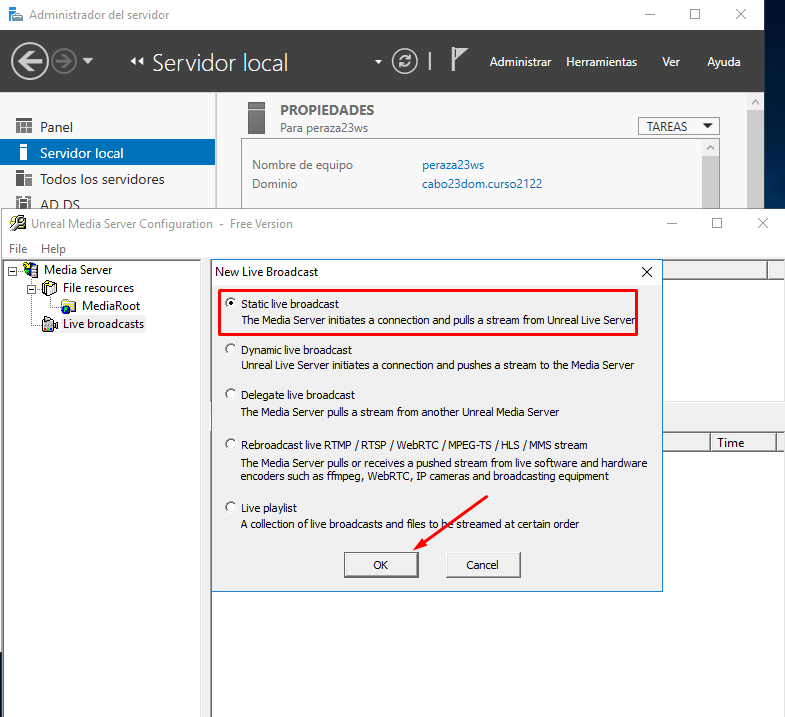 Administrador del servidor
Servidor local
Administrar Herramientas Ver Ayuda
Panel
Servidor local
Todos los servidores
AD DS
PROPIEDADES
Para peraza23ws
TAREAS
Nombre de equipo peraza23ws
Dominio cabo23dom.curso2122
Unreal Media Server Configuration - Free Version
File Help
Media Server
File resources
MediaRoot
Live broadcasts
New Live Broadcast
Static live broadcast
The Media Server initiates a connection and pulls a stream from Unreal Live Server
Dynamic live broadcast
Unreal Live Server initiates a connection and pushes a stream to the Media Server
Delegate live broadcast
The Media Server pulls a stream from another Unreal Media Server
Rebroadcast live RTMP / RTSP / WebRTC / MPEG-TS / HLS / MMS stream
The Media Server pulls or receives a pushed stream from live software and hardware
encoders such as ffmpeg, WebRTC, IP cameras and broadcasting equipment
Live playlist
A collection of live broadcasts and files to be streamed at certain order
OK Cancel
Time